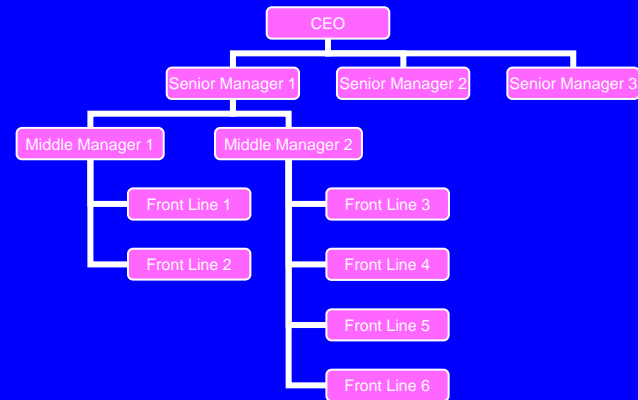 CEO
Senior Manager 1
Senior Manager 2
Senior Manager 3
Middle Manager 1
Middle Manager 2
Front Line 1
Front Line 3
Front Line 2
Front Line 4
Front Line 5
Front Line 6